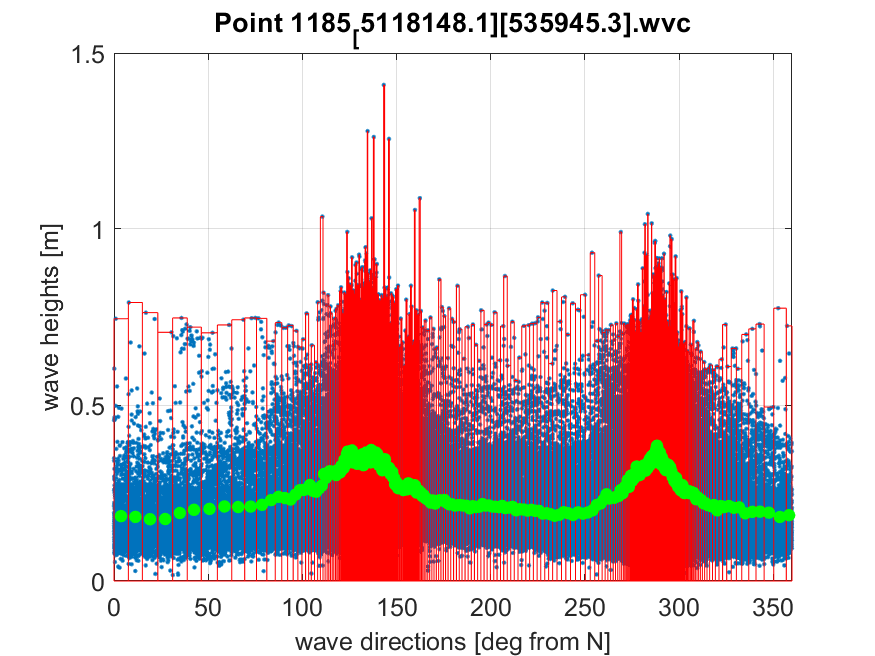 Point 1185[5118148.1][535945.3].wvc
1.5
1
0.5
0
wave heights [m]
0 50 100 150 200 250 300 350
wave directions [deg from N]